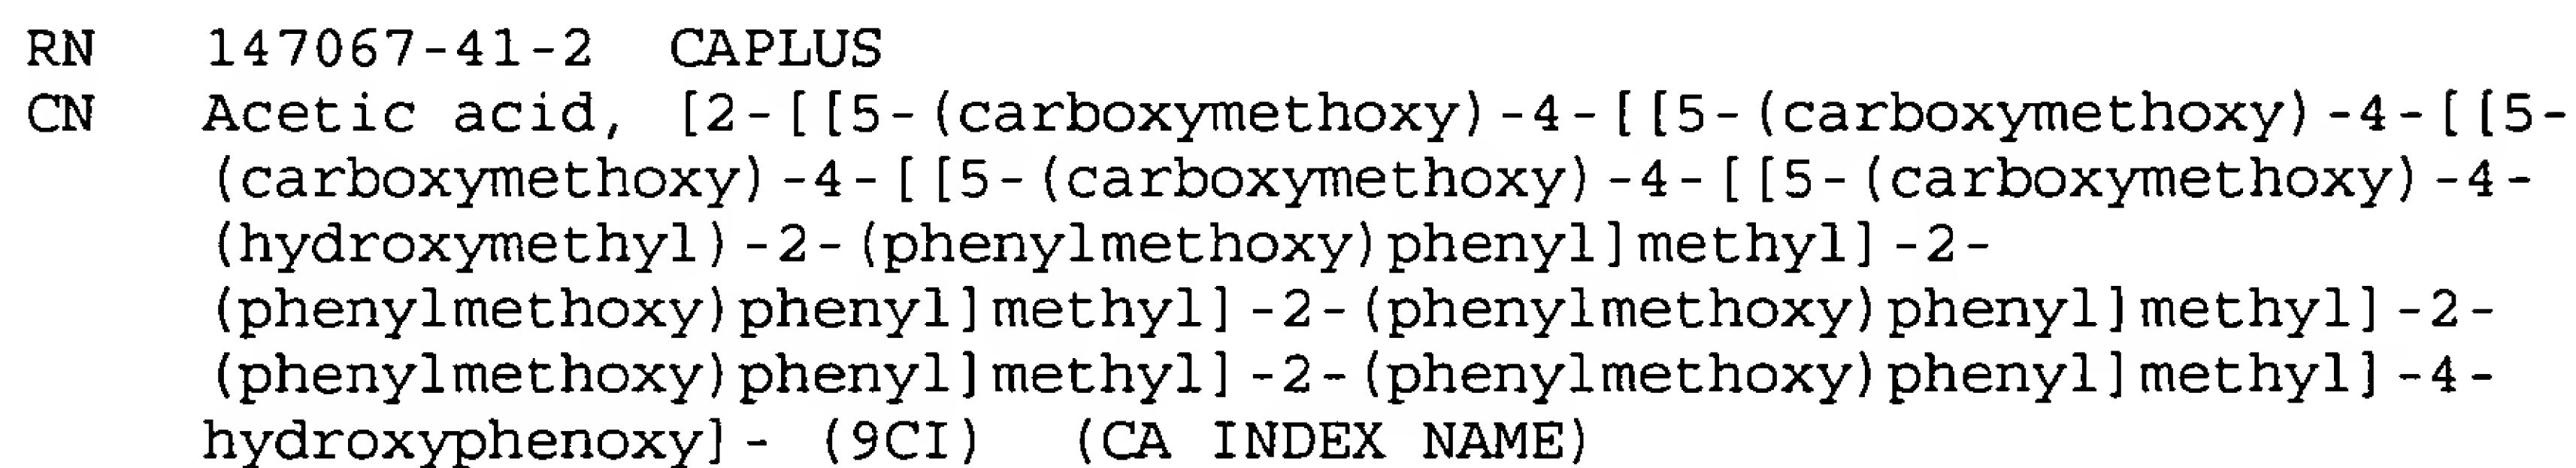 RN 147067-41-2 CAPLUS
CN Acetic acid, [2-[[5-(carboxymethoxy)-4-[[5-(carboxymethoxy)-4-[[5-
(carboxymethoxy)-4-[[5-(carboxymethoxy)-4-[[5-(carboxymethoxy)-4-
(hydroxymethyl)-2-(phenylmethoxy)phenyl]methyl]-2-
(phenylmethoxy)phenyl]methyl]-2-(phenylmethoxy)phenyl]methyl]-2-
(phenylmethoxy)phenyl]methyl]-2-(phenylmethoxy)phenyl]methyl]-4-
hydroxyphenoxy]- (9CI) (CA INDEX NAME)